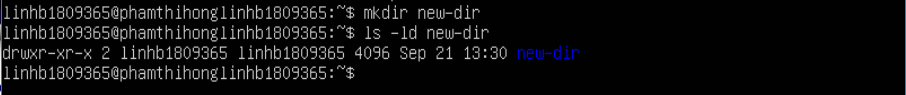 linhb1809365@phamthihonglinhb1809365:~$ mkdir new-dir
linhb1809365@phamthihonglinhb1809365:~$ ls -ld new-dir
drwxr-xr-x 2 linhb1809365 linhb1809365 4096 Sep 21 13:30 new-dir
linhb1809365@phamthihonglinhb1809365:~$